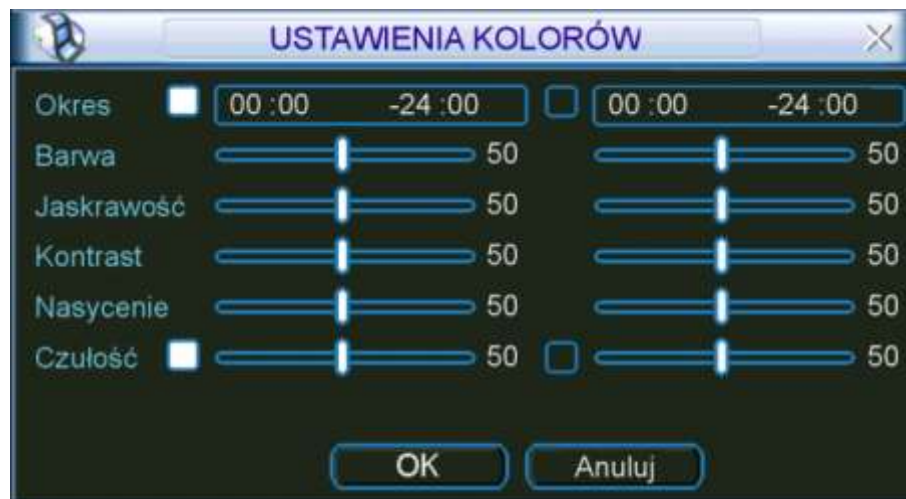 USTAWIENIA KOLORÓW
Okres 00 :00 -24 :00 00 :00 -24 :00
Barwa 50 50
Jaskrawość 50 50
Kontrast 50 50
Nasycenie 50 50
Czułość 50 50
OK Anuluj